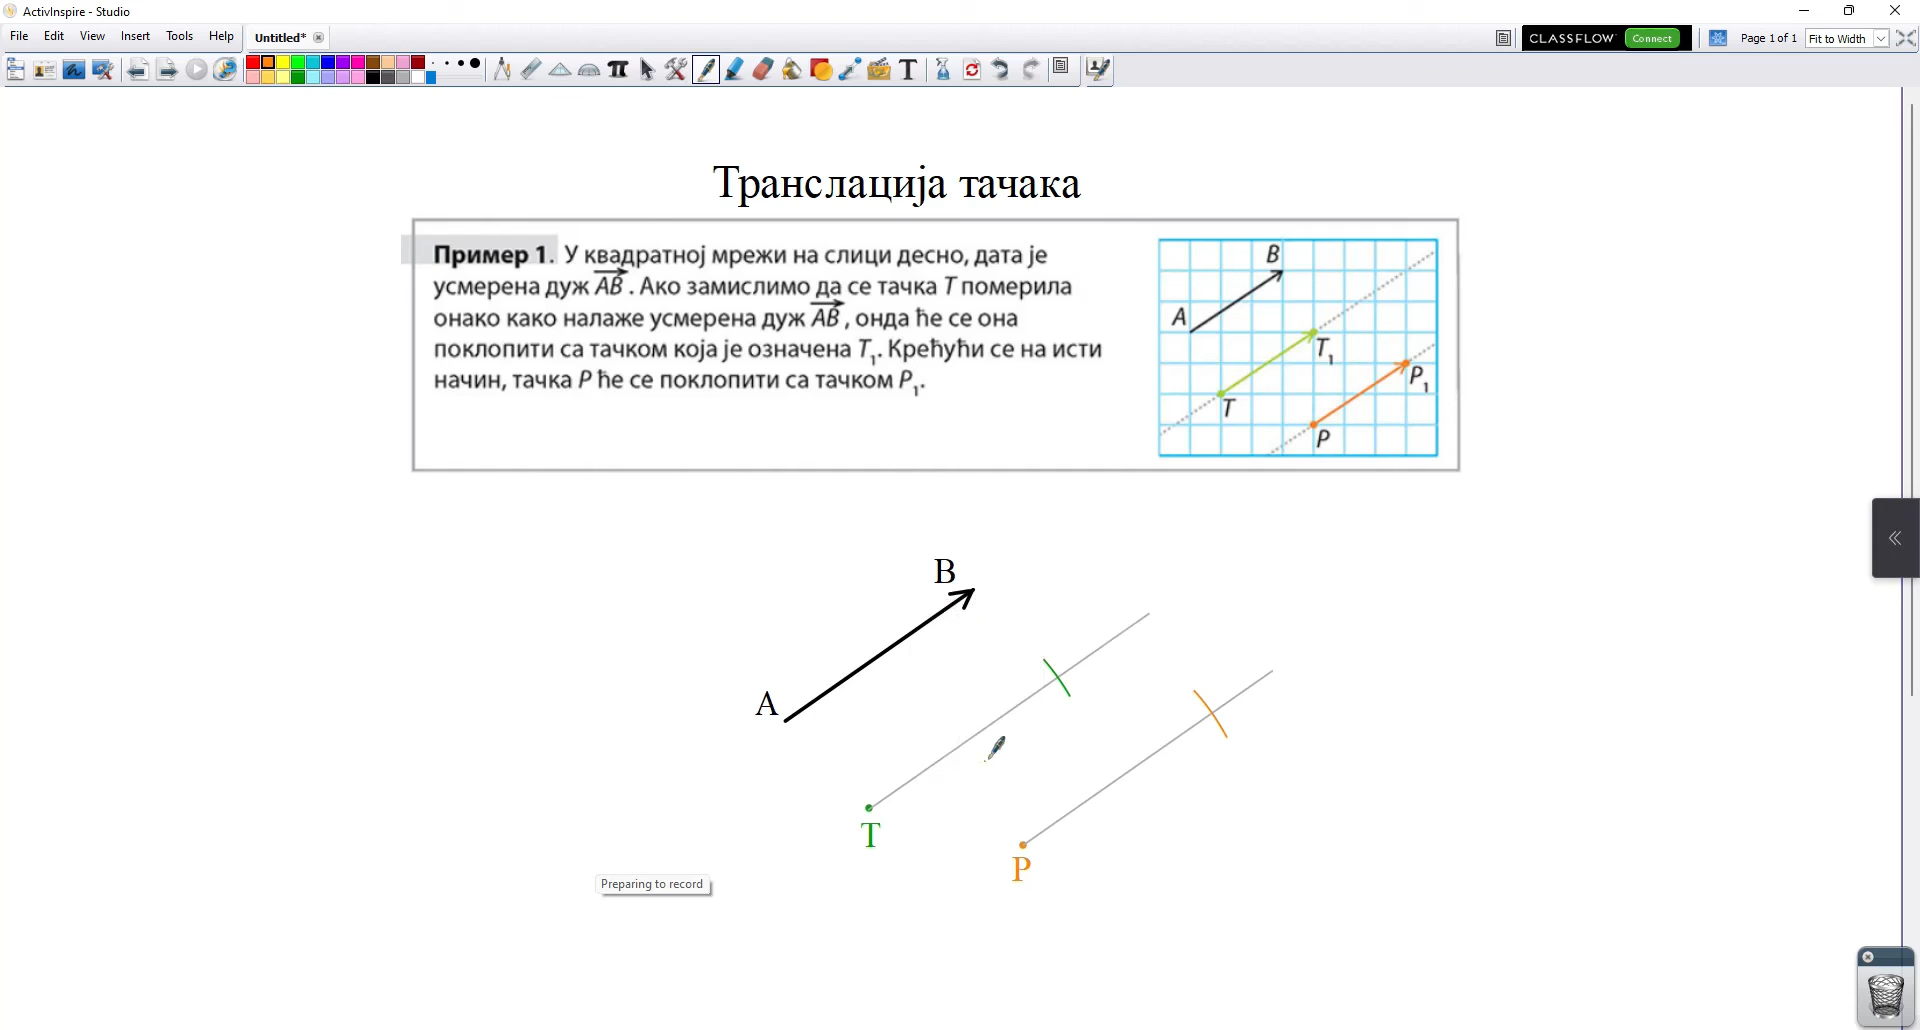 ActivInspire - Studio
File Edit View Insert Tools Help Untitled* CLASSFLOW Connect Page 1 of 1 Fit to Width
π T
Транслација тачака
Пример 1. У квадратној мрежи на слици десно, дата је
усмерена дуж AB. Ако замислимо да се тачка T померила
онако како налаже усмерена дуж AB, онда ће се она
поклопити са тачком која је означена T1. Крећући се на исти
начин, тачка P ће се поклопити са тачком P1.
B
A
T1
P1
T
P
B
A
T
P
Preparing to record